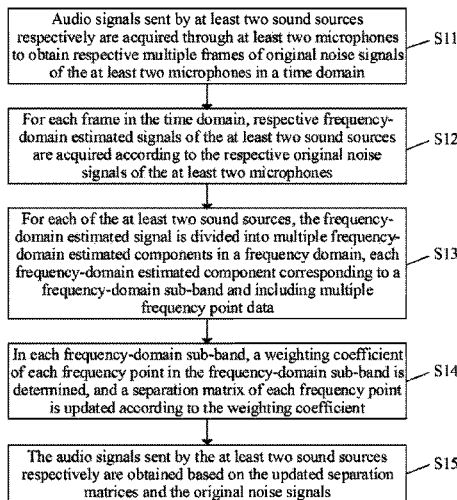 Audio signals sent by at least two sound sources
respectively are acquired through at least two microphones
to obtain respective multiple frames of original noise signals
of the at least two microphones in a time domain
S11
For each frame in the time domain, respective frequency-
domain estimated signals of the at least two sound sources
are acquired according to the respective original noise
signals of the at least two microphones
S12
For each of the at least two sound sources, the frequency-
domain estimated signal is divided into multiple frequency-
domain estimated components in a frequency domain, each
frequency-domain estimated component corresponding to a
frequency-domain sub-band and including multiple
frequency point data
S13
In each frequency-domain sub-band, a weighting coefficient
of each frequency point in the frequency-domain sub-band is
determined, and a separation matrix of each frequency point
is updated according to the weighting coefficient
S14
The audio signals sent by the at least two sound sources
respectively are obtained based on the updated separation
matrices and the original noise signals
S15